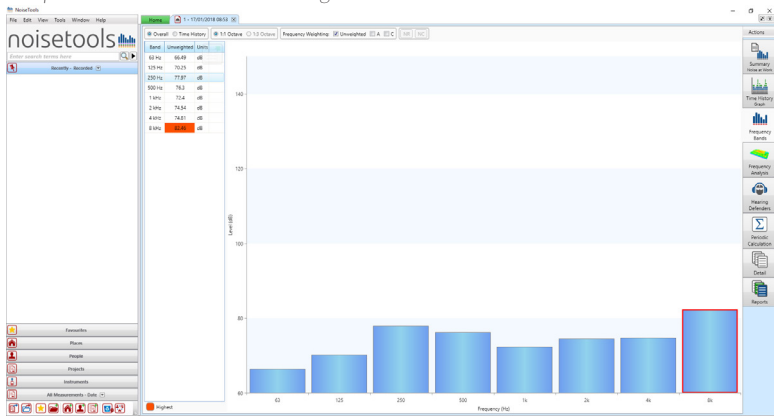 NoiseTools
File Edit View Tools Window Help
noisetools
Enter search terms here
Recently - Recorded
Favourites
Places
People
Projects
Instruments
All Measurements - Date
Home
1 - 17/01/2018 08:53
Overall Time History 1:1 Octave 1:3 Octave Frequency Weighting Unweighted A C NR NC
Band Unweighted Units
63 Hz 66.49 dB
125 Hz 70.25 dB
250 Hz 77.97 dB
500 Hz 76.3 dB
1 kHz 72.4 dB
2 kHz 74.54 dB
4 kHz 74.81 dB
8 kHz 82.46
Highest
Level (dB)
140
120
100
80
60
63 125 250 500 1k 2k 4k 8k
Frequency (Hz)
Actions
Summary
Noise at Work
Time History
Graph
Frequency
Bands
Frequency
Analysis
Hearing
Defenders
Periodic
Calculation
Detail
Reports